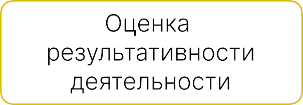 Оценка
результативности
деятельности